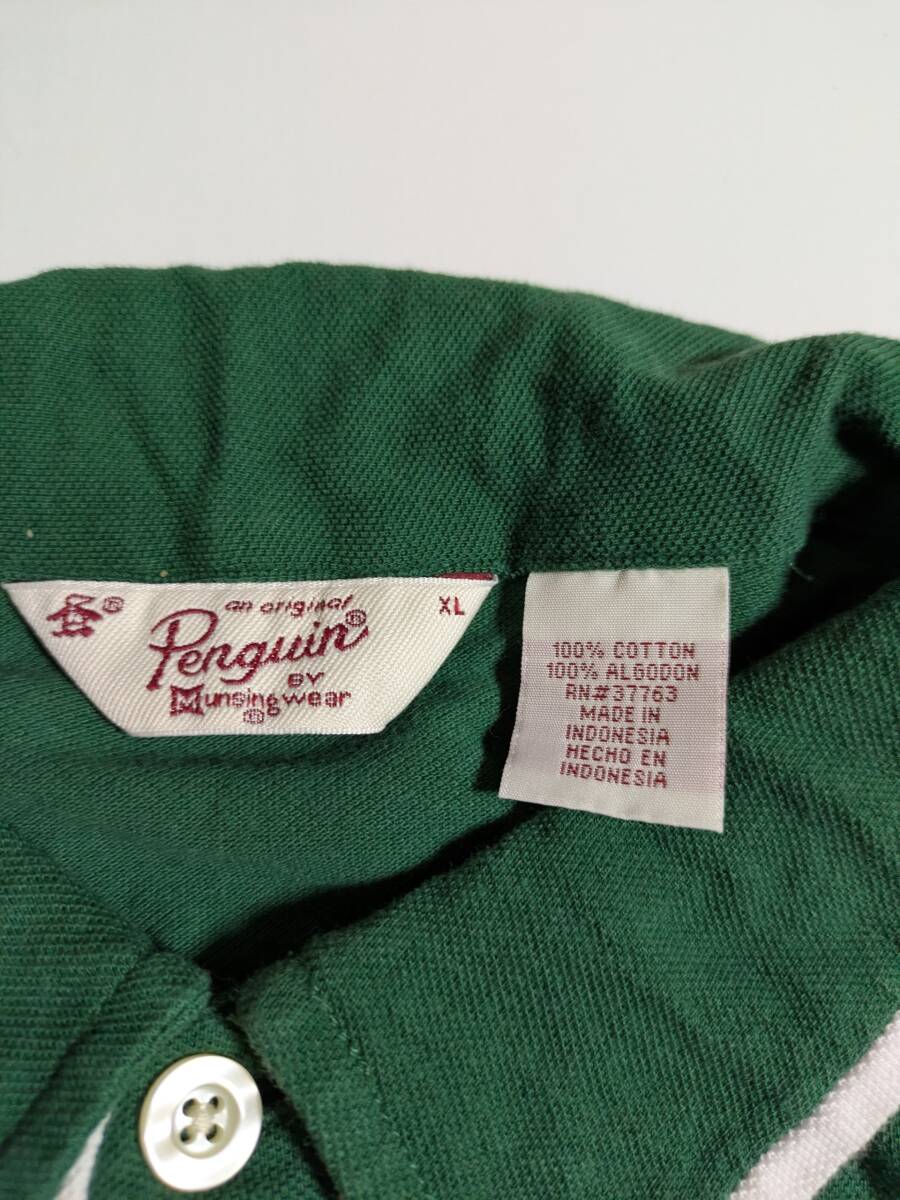 an original
Penguin®
BY
Munsingwear
®
®
XL
100% COTTON
100% ALGODON
RN#37763
MADE IN
INDONESIA
HECHO EN
INDONESIA